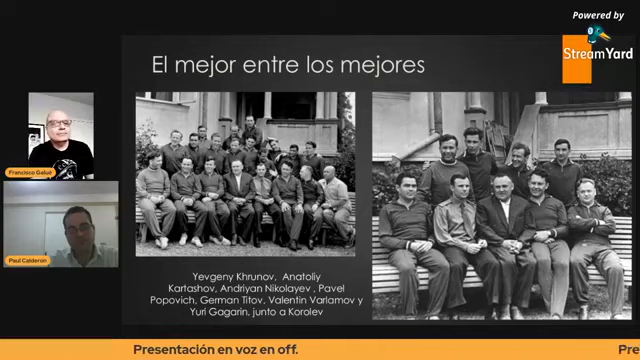 Powered by
StreamYard
El mejor entre los mejores
Francisco Galué
Paul Calderon
Yevgeny Khrunov, Anatoliy
Kartashov, Andriyan Nikolayev , Pavel
Popovich, German Titov. Valentin Varlamov y
Yuri Gagarin, junto a Korolev
Presentación en voz en off.
Pre